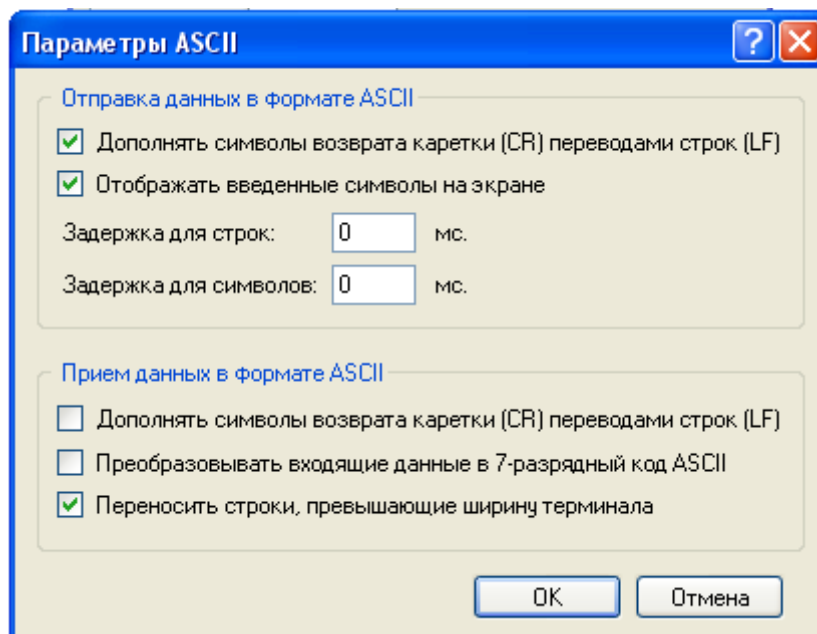 Параметры ASCII
Отправка данных в формате ASCII
Дополнять символы возврата каретки (CR) переводами строк (LF)
Отображать введенные символы на экране
Задержка для строк: 0 мс.
Задержка для символов: 0 мс.
Прием данных в формате ASCII
Дополнять символы возврата каретки (CR) переводами строк (LF)
Преобразовывать входящие данные в 7-разрядный код ASCII
Переносить строки, превышающие ширину терминала
OK Отмена